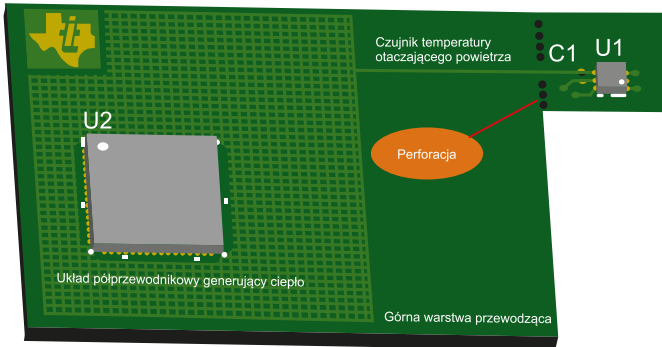 Czujnik temperatury
otaczającego powietrza
C1
U1
U2
Perforacja
Układ półprzewodnikowy generujący ciepło
Górna warstwa przewodząca